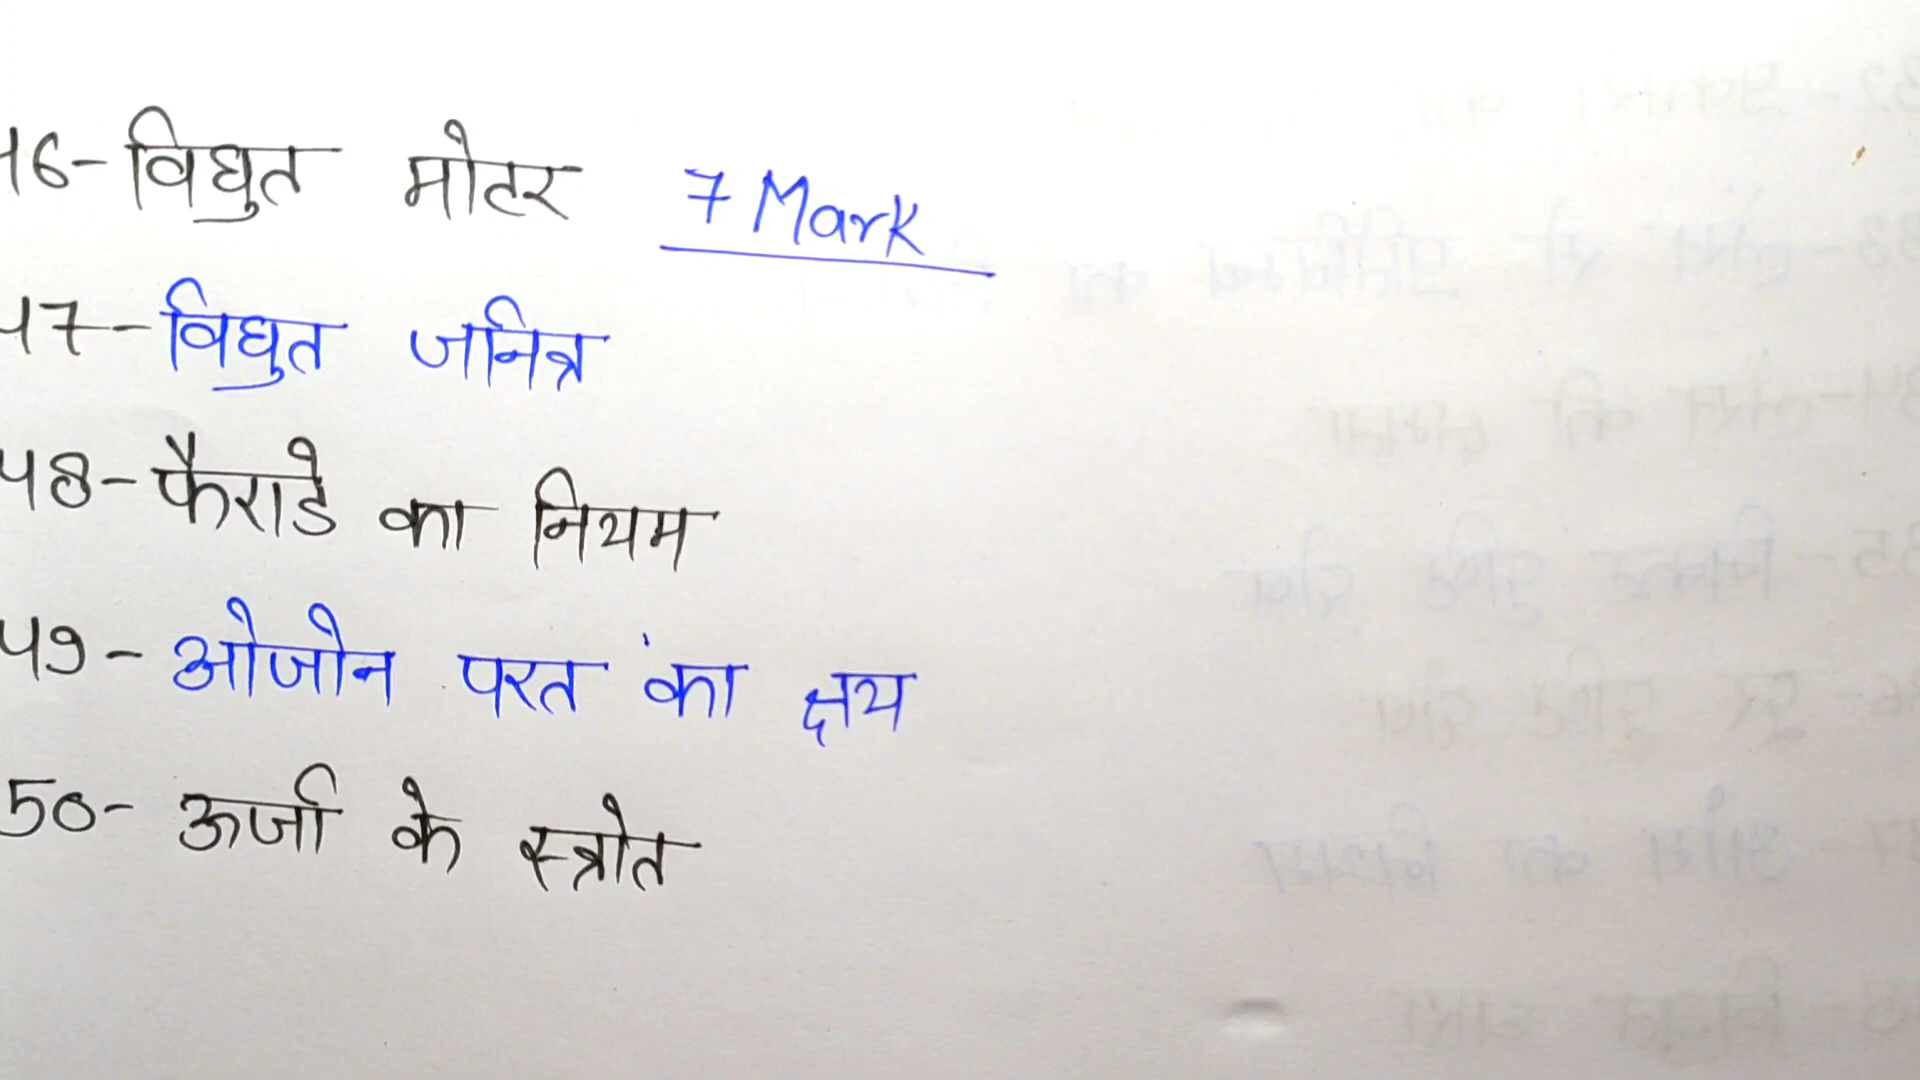 46- विद्युत मोटर 7 Mark
47- विद्युत जनित्र
48- फैराडे का नियम
49- ओजोन परत का क्षय
50- ऊर्जा के स्त्रोत